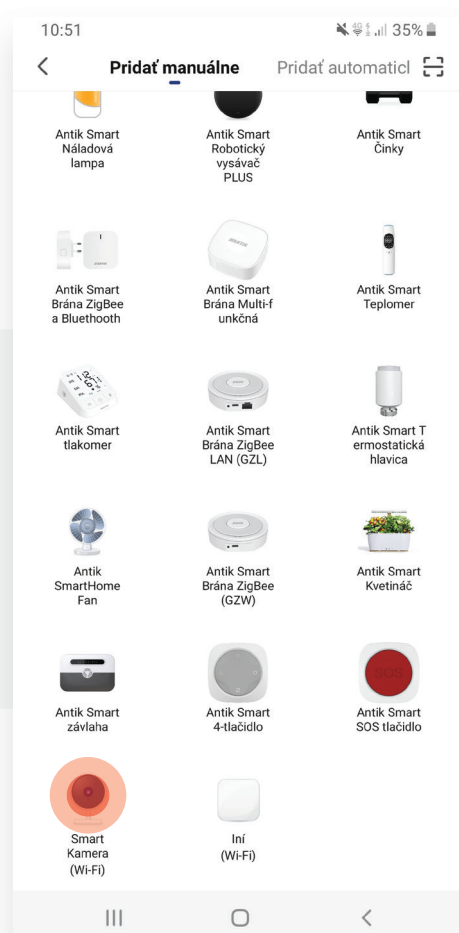 10:51
4G
35%
Pridať manuálne
Pridať automaticl
Antik Smart
Náladová
lampa
Antik Smart
Robotický
vysávač
PLUS
Antik Smart
Činky
Antik Smart
Brána ZigBee
a Bluethooth
Antik Smart
Brána Multi-f
unkčná
Antik Smart
Teplomer
Antik Smart
tlakomer
Antik Smart
Brána ZigBee
LAN (GZL)
Antik Smart T
ermostatická
hlavica
Antik
SmartHome
Fan
Antik Smart
Brána ZigBee
(GZW)
Antik Smart
Kvetináč
Antik Smart
závlaha
Antik Smart
4-tlačidlo
SOS
Antik Smart
SOS tlačidlo
Smart
Kamera
(Wi-Fi)
Iní
(Wi-Fi)